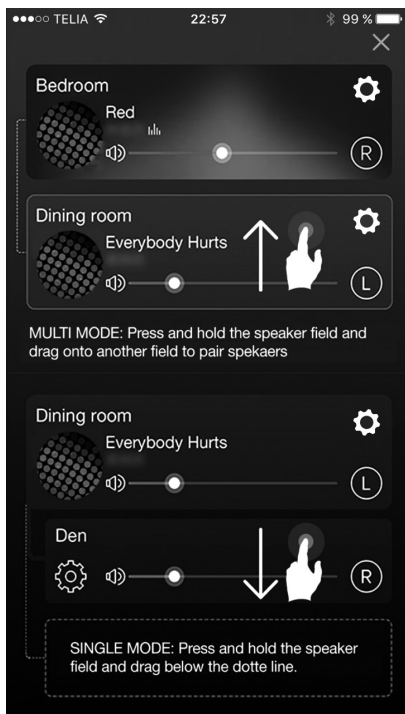 TELIA 22:57 99 %
Bedroom
Red
R
Dining room
Everybody Hurts
L
MULTI MODE: Press and hold the speaker field and
drag onto another field to pair spekaers
Dining room
Everybody Hurts
L
Den
R
SINGLE MODE: Press and hold the speaker
field and drag below the dotte line.